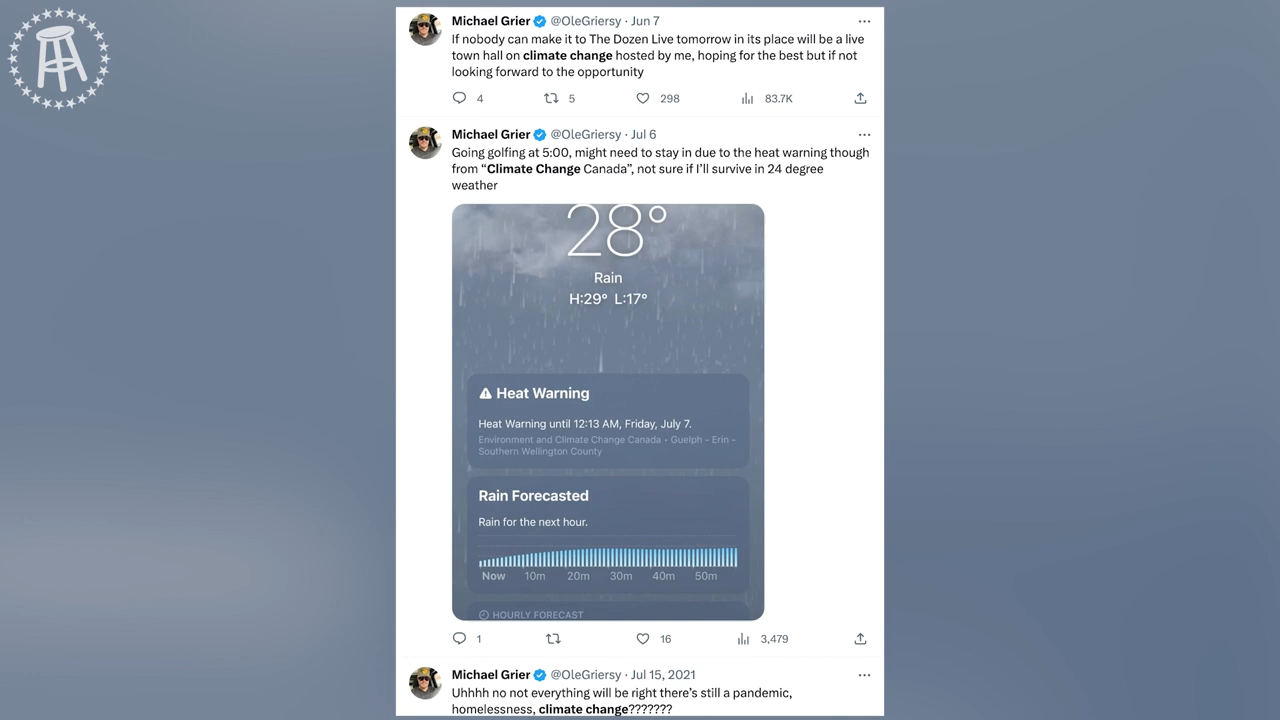 Michael Grier @OleGriersy · Jun 7
If nobody can make it to The Dozen Live tomorrow in its place will be a live
town hall on climate change hosted by me, hoping for the best but if not
looking forward to the opportunity
4 5 298 83.7K
Michael Grier @OleGriersy · Jul 6
Going golfing at 5:00, might need to stay in due to the heat warning though
from “Climate Change Canada”, not sure if I’ll survive in 24 degree
weather
28°
Rain
H:29° L:17°
Heat Warning
Heat Warning until 12:13 AM, Friday, July 7.
Environment and Climate Change Canada • Guelph - Erin -
Southern Wellington County
Rain Forecasted
Rain for the next hour.
Now 10m 20m 30m 40m 50m
HOURLY FORECAST
1 16 3,479
Michael Grier @OleGriersy · Jul 15, 2021
Uhhhh no not everything will be right there’s still a pandemic,
homelessness, climate change???????